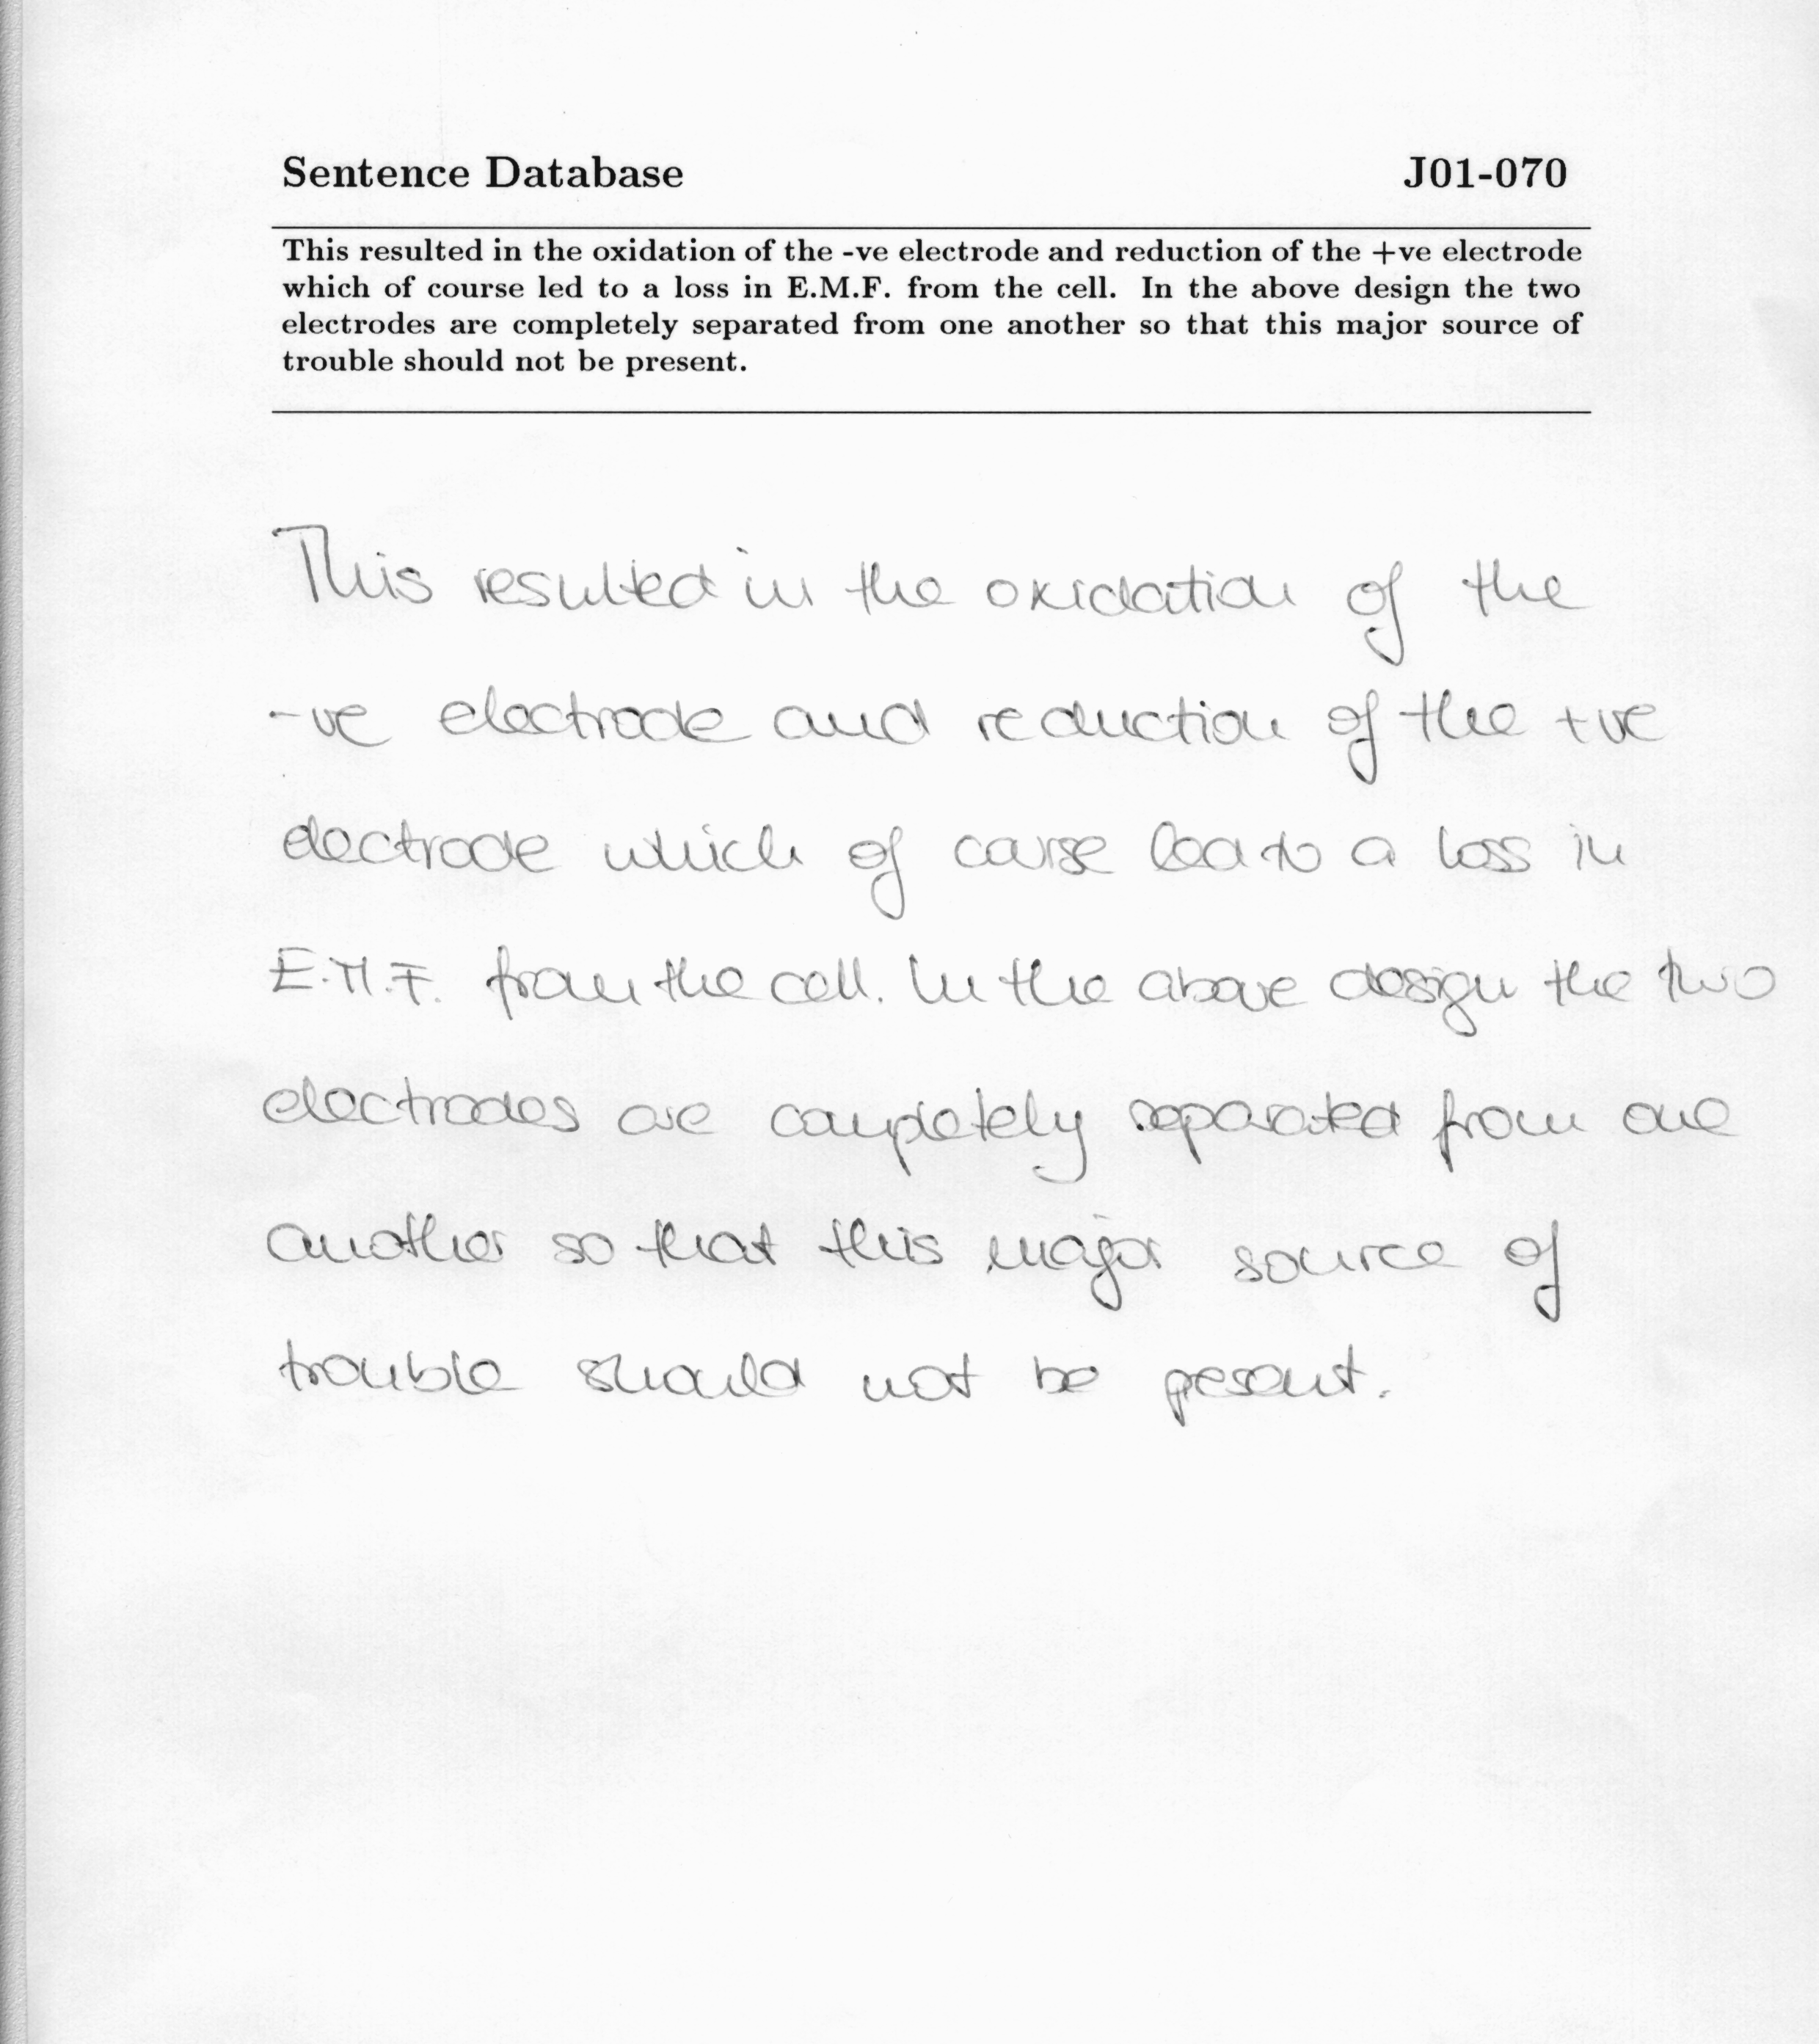 Sentence Database J01-070
This resulted in the oxidation of the -ve electrode and reduction of the +ve electrode
which of course led to a loss in E.M.F. from the cell. In the above design the two
electrodes are completely separated from one another so that this major source of
trouble should not be present.
This resulted in the oxidation of the
-ve electrode and reduction of the +ve
electrode which of course led to a loss in
E.M.F. from the cell. In the above design the two
electrodes are completely separated from one
another so that this major source of
trouble should not be present.